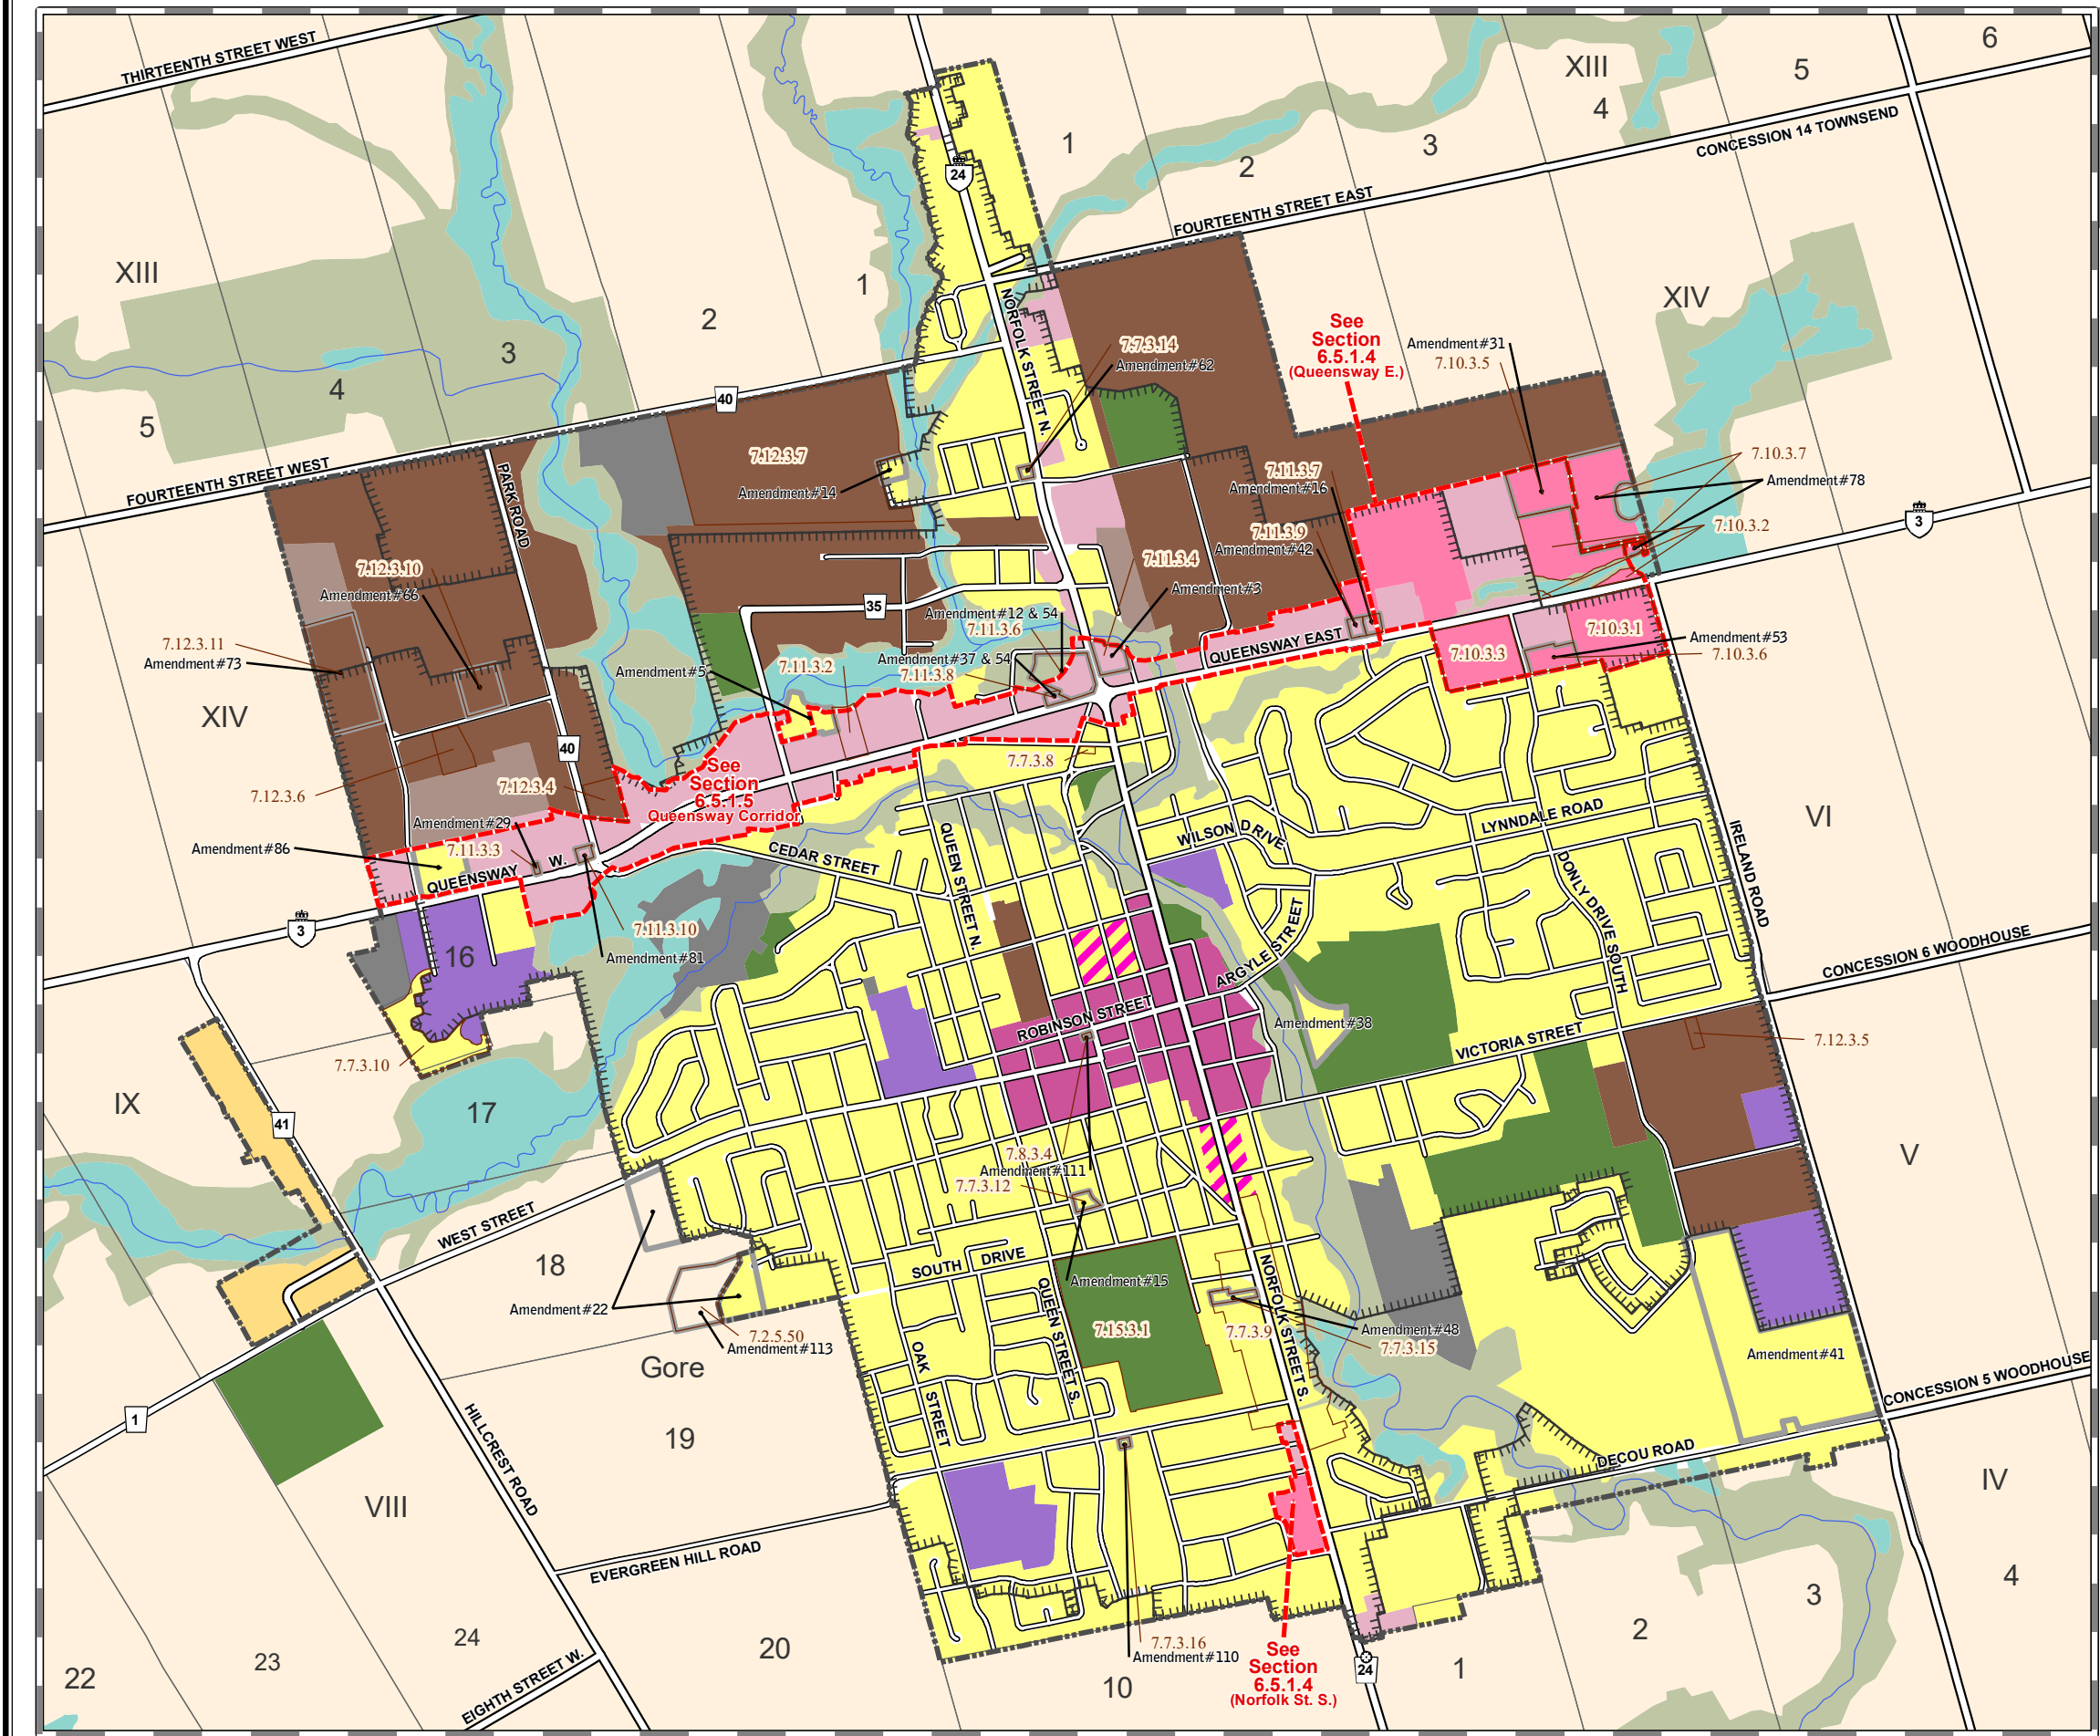 THIRTEENTH STREET WEST
6
XIII
5
4
CONCESSION 14 TOWNSEND
1
3
2
24
FOURTEENTH STREET EAST
XIII
1
2
XIV
3
4
5
NORFOLK STREET N.
See
Section
6.5.1.4
(Queensway E.)
Amendment#31
7.10.3.5
7.7.3.14
Amendment#62
40
FOURTEENTH STREET WEST
PARK ROAD
7.12.3.7
Amendment#14
7.11.3.7
Amendment#16
7.10.3.7
Amendment#78
7.10.3.2
3
7.11.3.9
Amendment#42
7.11.3.4
Amendment#3
7.12.3.10
Amendment#66
35
Amendment#12 & 54
7.11.3.6
7.12.3.11
Amendment#73
Amendment#5
7.11.3.2
Amendment#37 & 54
7.11.3.8
QUEENSWAY EAST
7.10.3.3
7.10.3.1
Amendment#53
7.10.3.6
XIV
40
7.12.3.6
7.12.3.4
See
Section
6.5.1.5
Queensway Corridor
7.7.3.8
Amendment#29
7.11.3.3
Amendment#86
QUEENSWAY W.
CEDAR STREET
QUEEN STREET N.
WILSON DRIVE
LYNNDALE ROAD
DONLY DRIVE SOUTH
IRELAND ROAD
VI
3
16
7.11.3.10
Amendment#81
ARGYLE STREET
CONCESSION 6 WOODHOUSE
ROBINSON STREET
Amendment#38
VICTORIA STREET
7.12.3.5
7.7.3.10
IX
41
17
V
7.8.3.4
Amendment#111
7.7.3.12
WEST STREET
18
SOUTH DRIVE
Amendment#15
QUEEN STREET S.
NORFOLK STREET S.
Amendment#22
7.2.5.50
Amendment#113
7.15.3.1
7.7.3.9
Amendment#48
7.7.3.15
Amendment#41
Gore
OAK STREET
CONCESSION 5 WOODHOUSE
1
HILLCREST ROAD
19
DECOU ROAD
IV
VIII
EVERGREEN HILL ROAD
4
3
2
24
23
22
20
EIGHTH STREET W.
7.7.3.16
Amendment#110
10
See
Section
6.5.1.4
(Norfolk St. S.)
24
1